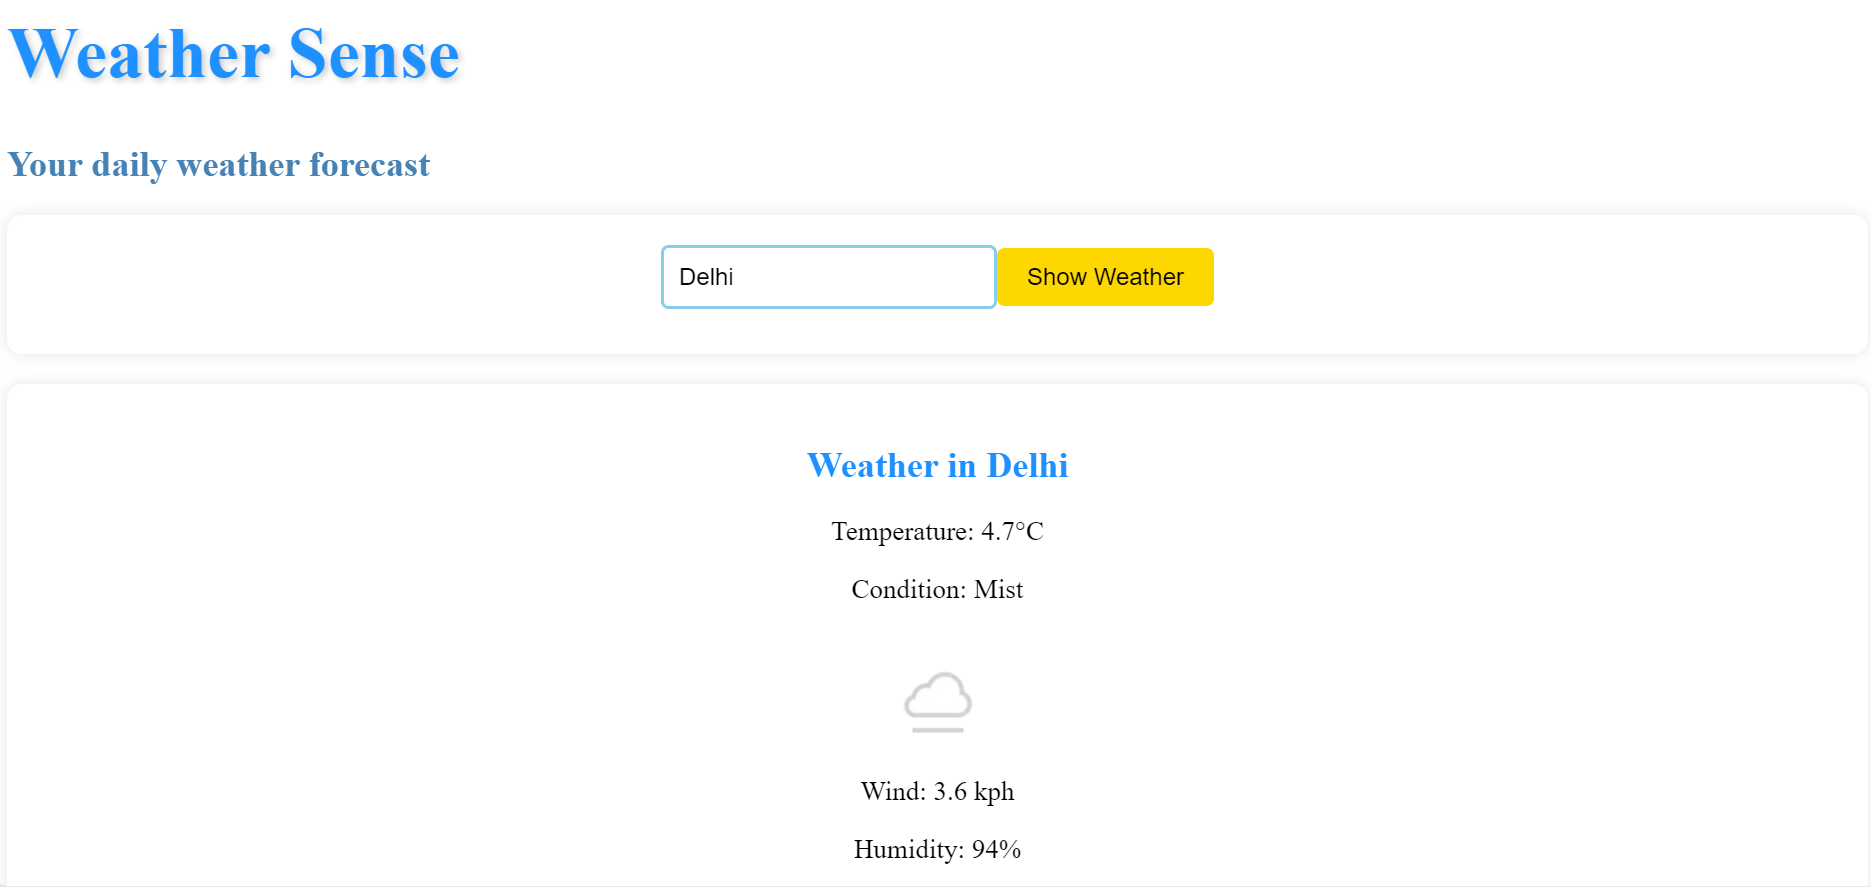 Weather Sense
Your daily weather forecast
Delhi
Show Weather
Weather in Delhi
Temperature: 4.7°C
Condition: Mist
Wind: 3.6 kph
Humidity: 94%